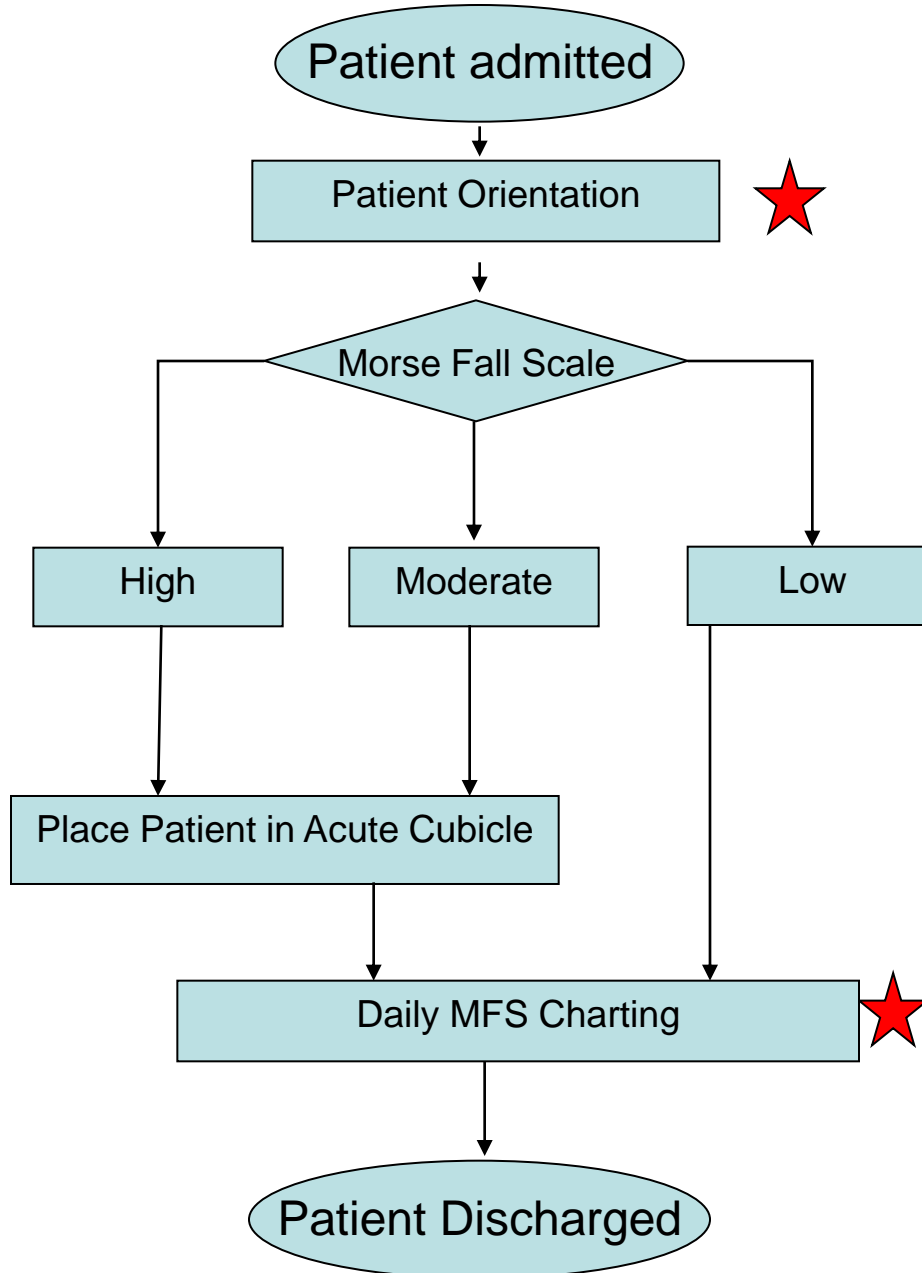 Patient admitted
Patient Orientation
Morse Fall Scale
High
Moderate
Low
Place Patient in Acute Cubicle
Daily MFS Charting
Patient Discharged